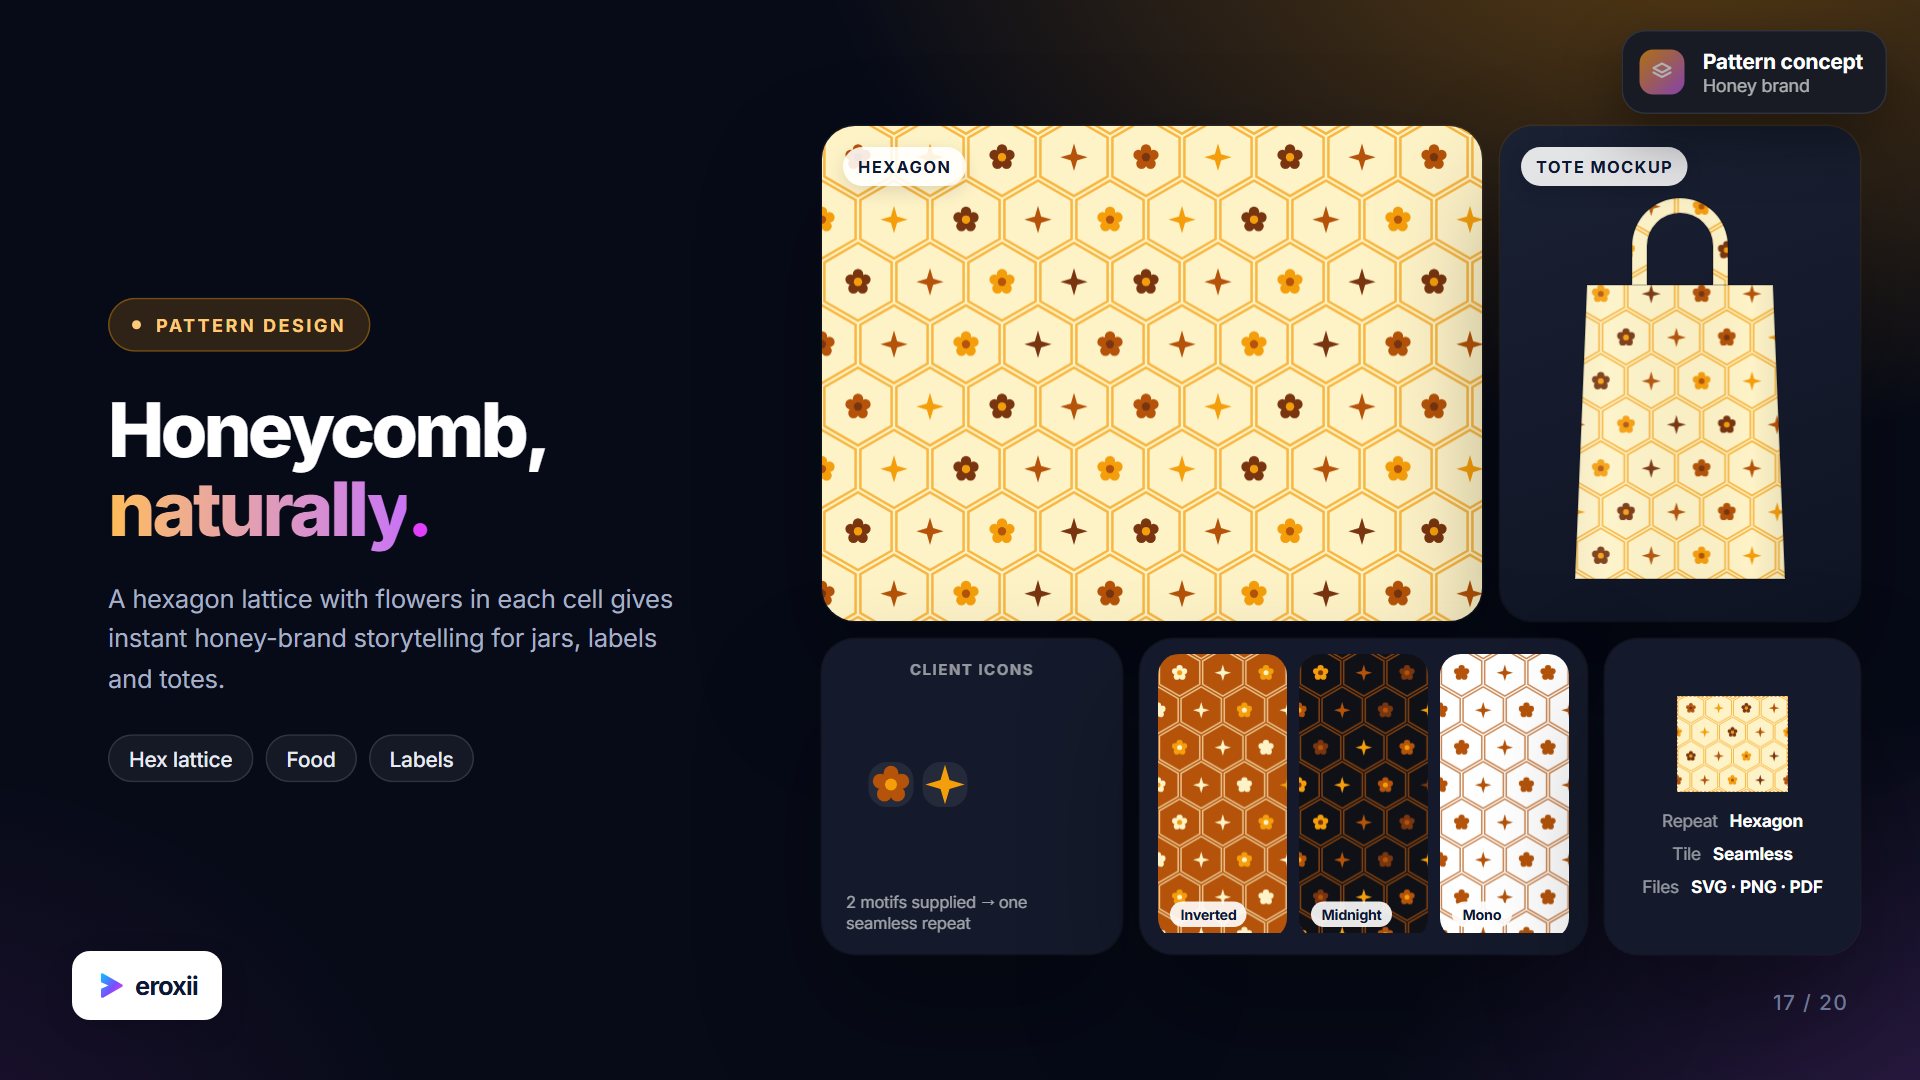 Pattern concept
Honey brand
PATTERN DESIGN
Honeycomb,
naturally.
A hexagon lattice with flowers in each cell gives
instant honey-brand storytelling for jars, labels
and totes.
Hex lattice
Food
Labels
HEXAGON
TOTE MOCKUP
CLIENT ICONS
2 motifs supplied → one
seamless repeat
Inverted
Midnight
Mono
Repeat Hexagon
Tile Seamless
Files SVG · PNG · PDF
eroxii
17 / 20